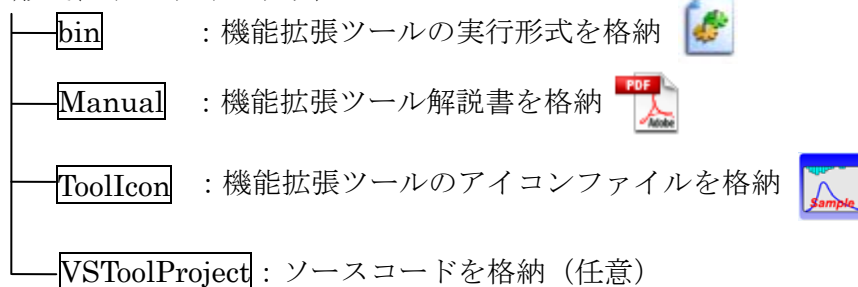 bin ：機能拡張ツールの実行形式を格納
PDF
Manual ：機能拡張ツール解説書を格納
Adobe
ToolIcon ：機能拡張ツールのアイコンファイルを格納
Sample
VSToolProject：ソースコードを格納（任意）